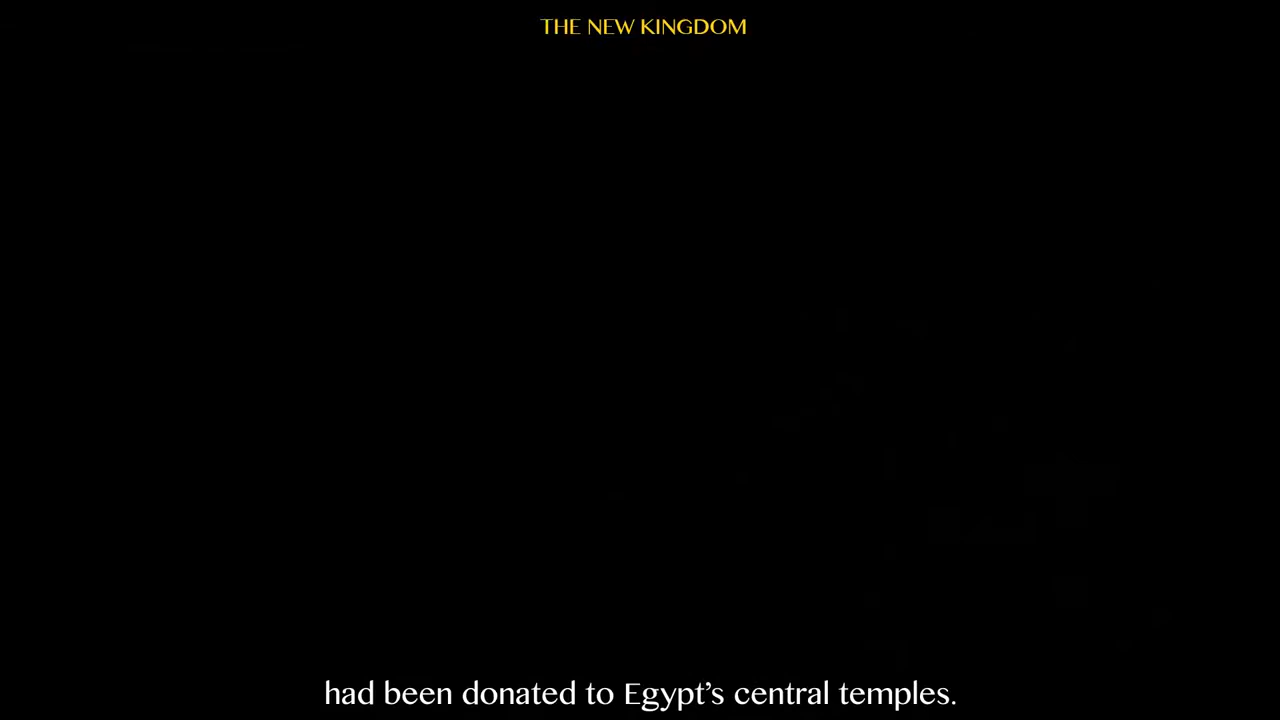 THE NEW KINGDOM
had been donated to Egypt’s central temples.